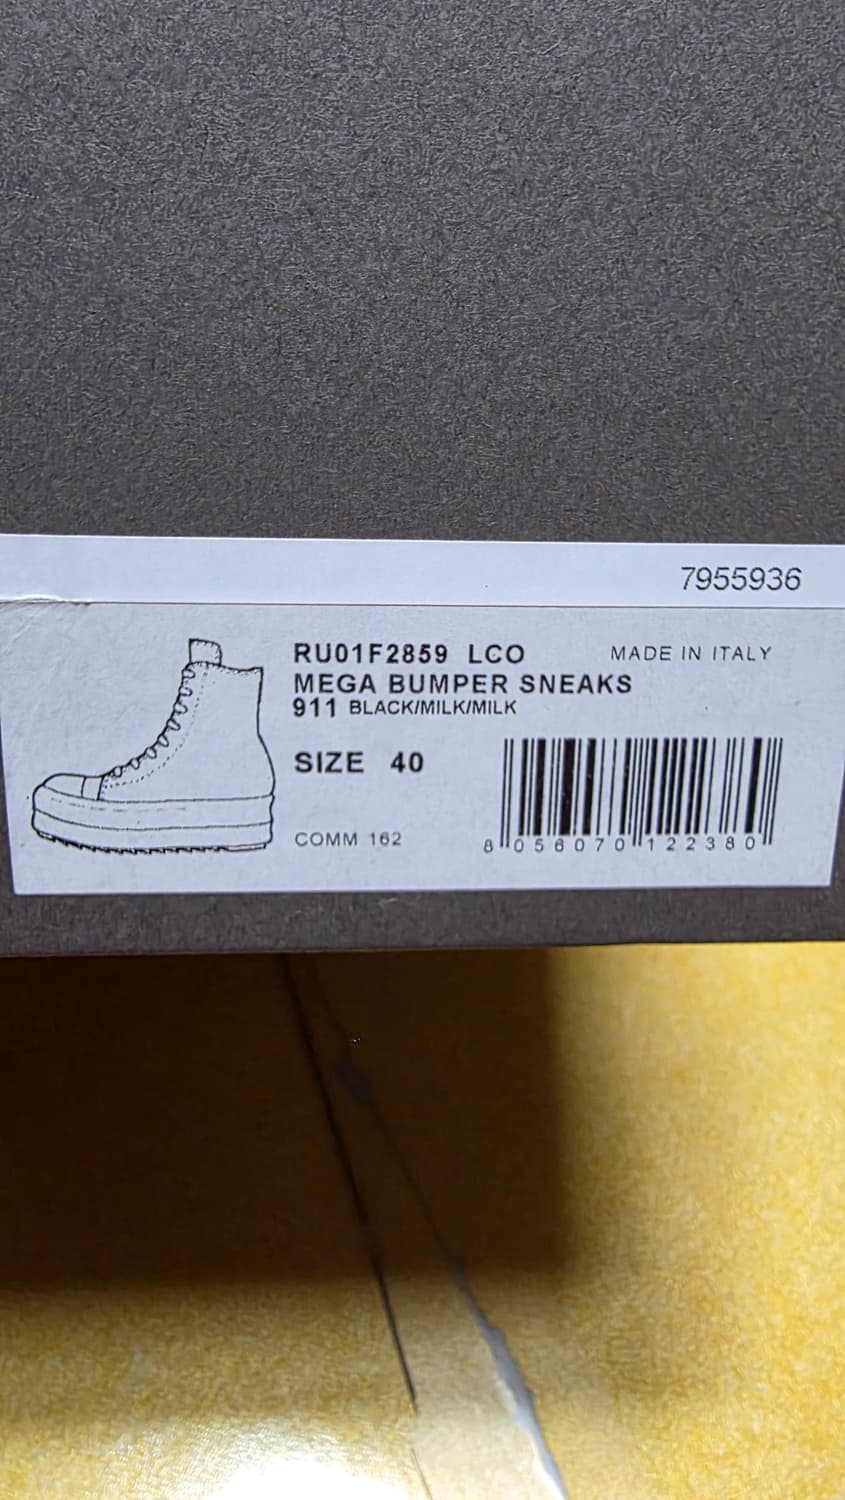 7955936
RU01F2859 LCO MADE IN ITALY
MEGA BUMPER SNEAKS
911 BLACK/MILK/MILK
SIZE 40
COMM 162
8 056070 122380